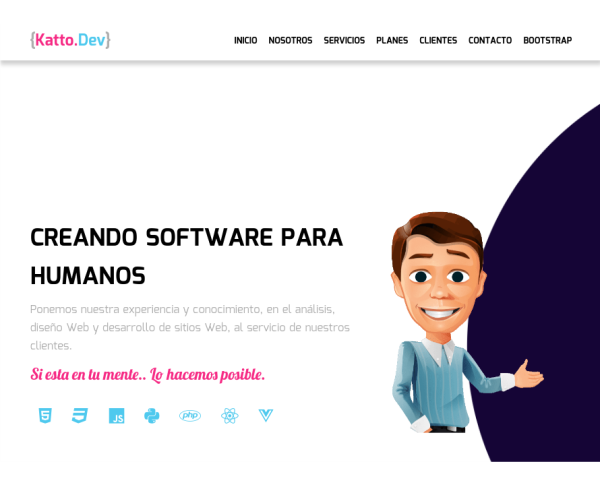 {Katto.Dev}
INICIO NOSOTROS SERVICIOS PLANES CLIENTES CONTACTO BOOTSTRAP
CREANDO SOFTWARE PARA
HUMANOS
Ponemos nuestra experiencia y conocimiento, en el análisis,
diseño Web y desarrollo de sitios Web, al servicio de nuestros
clientes.
Si esta en tu mente.. Lo hacemos posible.
5 3 JS php